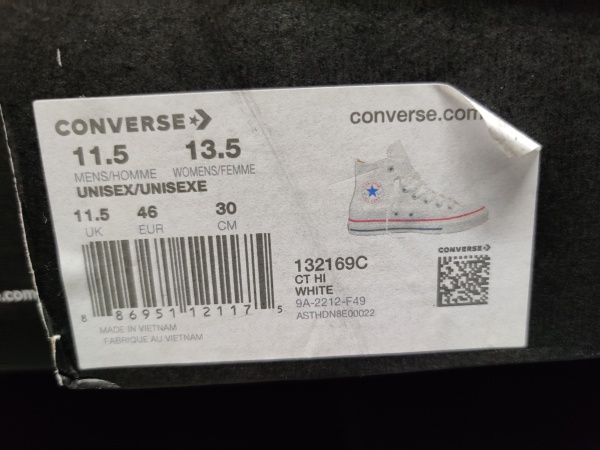 CONVERSE
converse.com
11.5 13.5
MENS/HOMME WOMENS/FEMME
UNISEX/UNISEXE
11.5 46 30
UK EUR CM
CONVERSE
132169C
CT HI
WHITE
9A-2212-F49
ASTHDN8E00022
8 86951 12117 5
MADE IN VIETNAM
FABRIQUE AU VIETNAM
.com